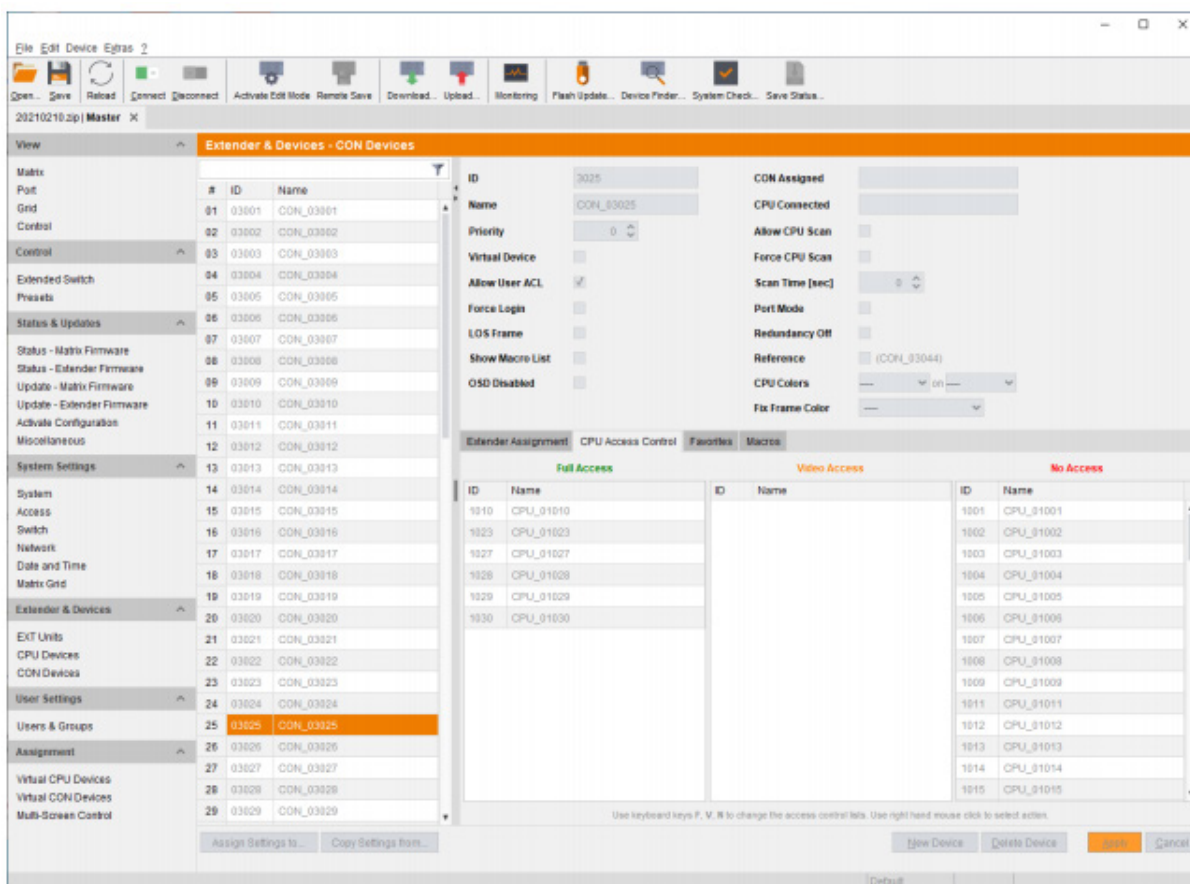 File Edit Device Extras ?
Open... Save Reload Connect Disconnect Activate Edit Mode Remote Save Download... Upload... Monitoring Flash Update... Device Finder... System Check... Save Status...
20210210.zip | Master X
View
Matrix
Port
Grid
Control
Control
Extended Switch
Presets
Status & Updates
Status - Matrix Firmware
Status - Extender Firmware
Update - Matrix Firmware
Update - Extender Firmware
Activate Configuration
Miscellaneous
System Settings
System
Access
Switch
Network
Date and Time
Matrix Grid
Extender & Devices
EXT Units
CPU Devices
CON Devices
User Settings
Users & Groups
Assignment
Virtual CPU Devices
Virtual CON Devices
Multi-Screen Control
Extender & Devices - CON Devices
# ID Name
01 03001 CON_03001
02 03002 CON_03002
03 03003 CON_03003
04 03004 CON_03004
05 03005 CON_03005
06 03006 CON_03006
07 03007 CON_03007
08 03008 CON_03008
09 03009 CON_03009
10 03010 CON_03010
11 03011 CON_03011
12 03012 CON_03012
13 03013 CON_03013
14 03014 CON_03014
15 03015 CON_03015
16 03016 CON_03016
17 03017 CON_03017
18 03018 CON_03018
19 03019 CON_03019
20 03020 CON_03020
21 03021 CON_03021
22 03022 CON_03022
23 03023 CON_03023
24 03024 CON_03024
25 03025 CON_03025
26 03026 CON_03026
27 03027 CON_03027
28 03028 CON_03028
29 03029 CON_03029
Assign Settings to... Copy Settings from...
ID 3025
Name CON_03025
Priority 0
Virtual Device
Allow User ACL
Force Login
LOS Frame
Show Macro List
OSD Disabled
CON Assigned
CPU Connected
Allow CPU Scan
Force CPU Scan
Scan Time [sec] 0
Port Mode
Redundancy Off
Reference (CON_03044)
CPU Colors ---- on ----
Fix Frame Color ----
Extender Assignment CPU Access Control Favorites Macros
Full Access
ID Name
1010 CPU_01010
1023 CPU_01023
1027 CPU_01027
1028 CPU_01028
1029 CPU_01029
1030 CPU_01030
Video Access
ID Name
No Access
ID Name
1001 CPU_01001
1002 CPU_01002
1003 CPU_01003
1004 CPU_01004
1005 CPU_01005
1006 CPU_01006
1007 CPU_01007
1008 CPU_01008
1009 CPU_01009
1011 CPU_01011
1012 CPU_01012
1013 CPU_01013
1014 CPU_01014
1015 CPU_01015
Use keyboard keys F, V, N to change the access control lists. Use right hand mouse click to select action.
New Device Delete Device Apply Cancel
Default